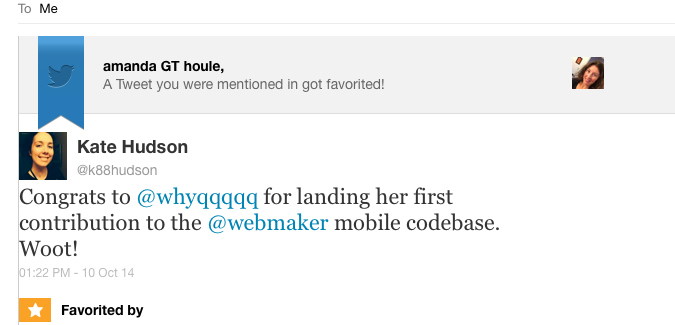 To Me
amanda GT houle,
A Tweet you were mentioned in got favorited!
Kate Hudson
@k88hudson
Congrats to @whyqqqqq for landing her first
contribution to the @webmaker mobile codebase.
Woot!
01:22 PM - 10 Oct 14
Favorited by